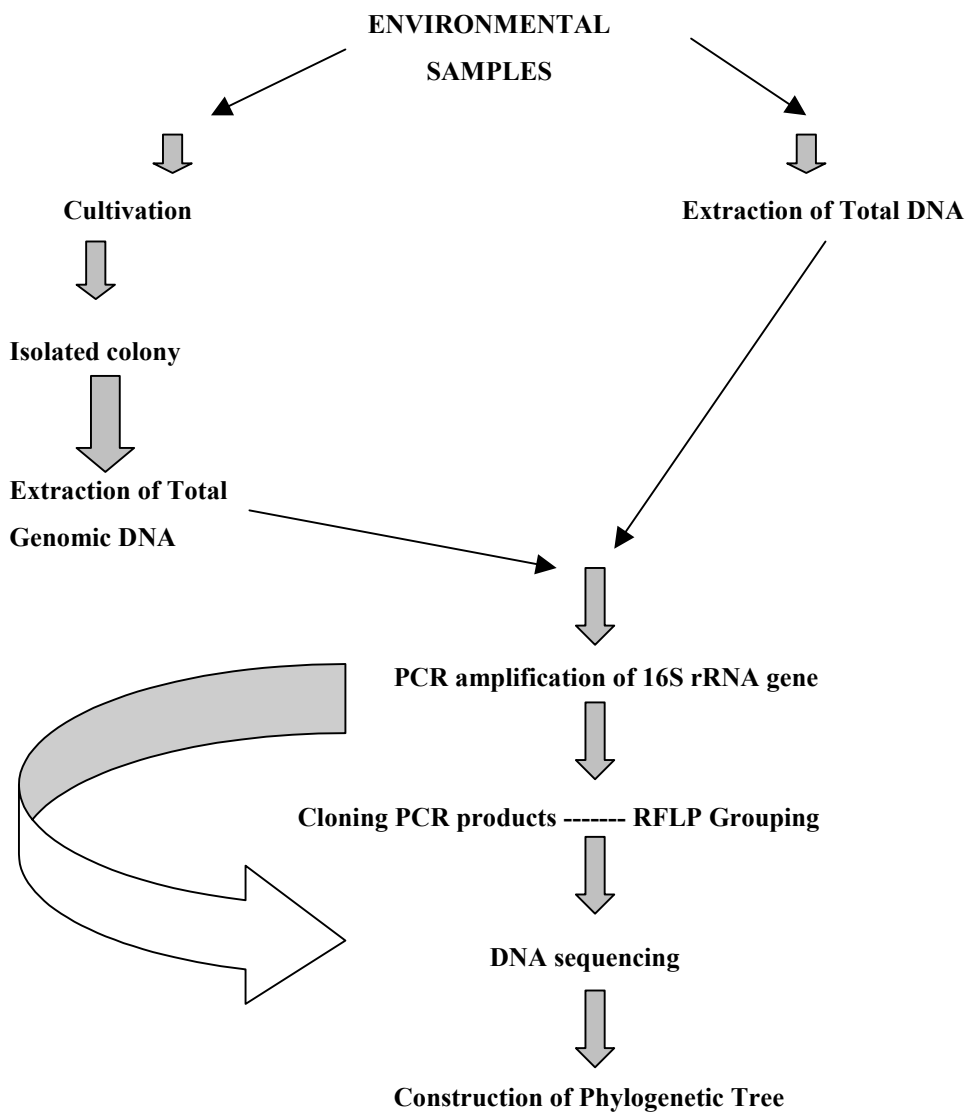 ENVIRONMENTAL
SAMPLES
Cultivation
Extraction of Total DNA
Isolated colony
Extraction of Total
Genomic DNA
PCR amplification of 16S rRNA gene
Cloning PCR products ------- RFLP Grouping
DNA sequencing
Construction of Phylogenetic Tree